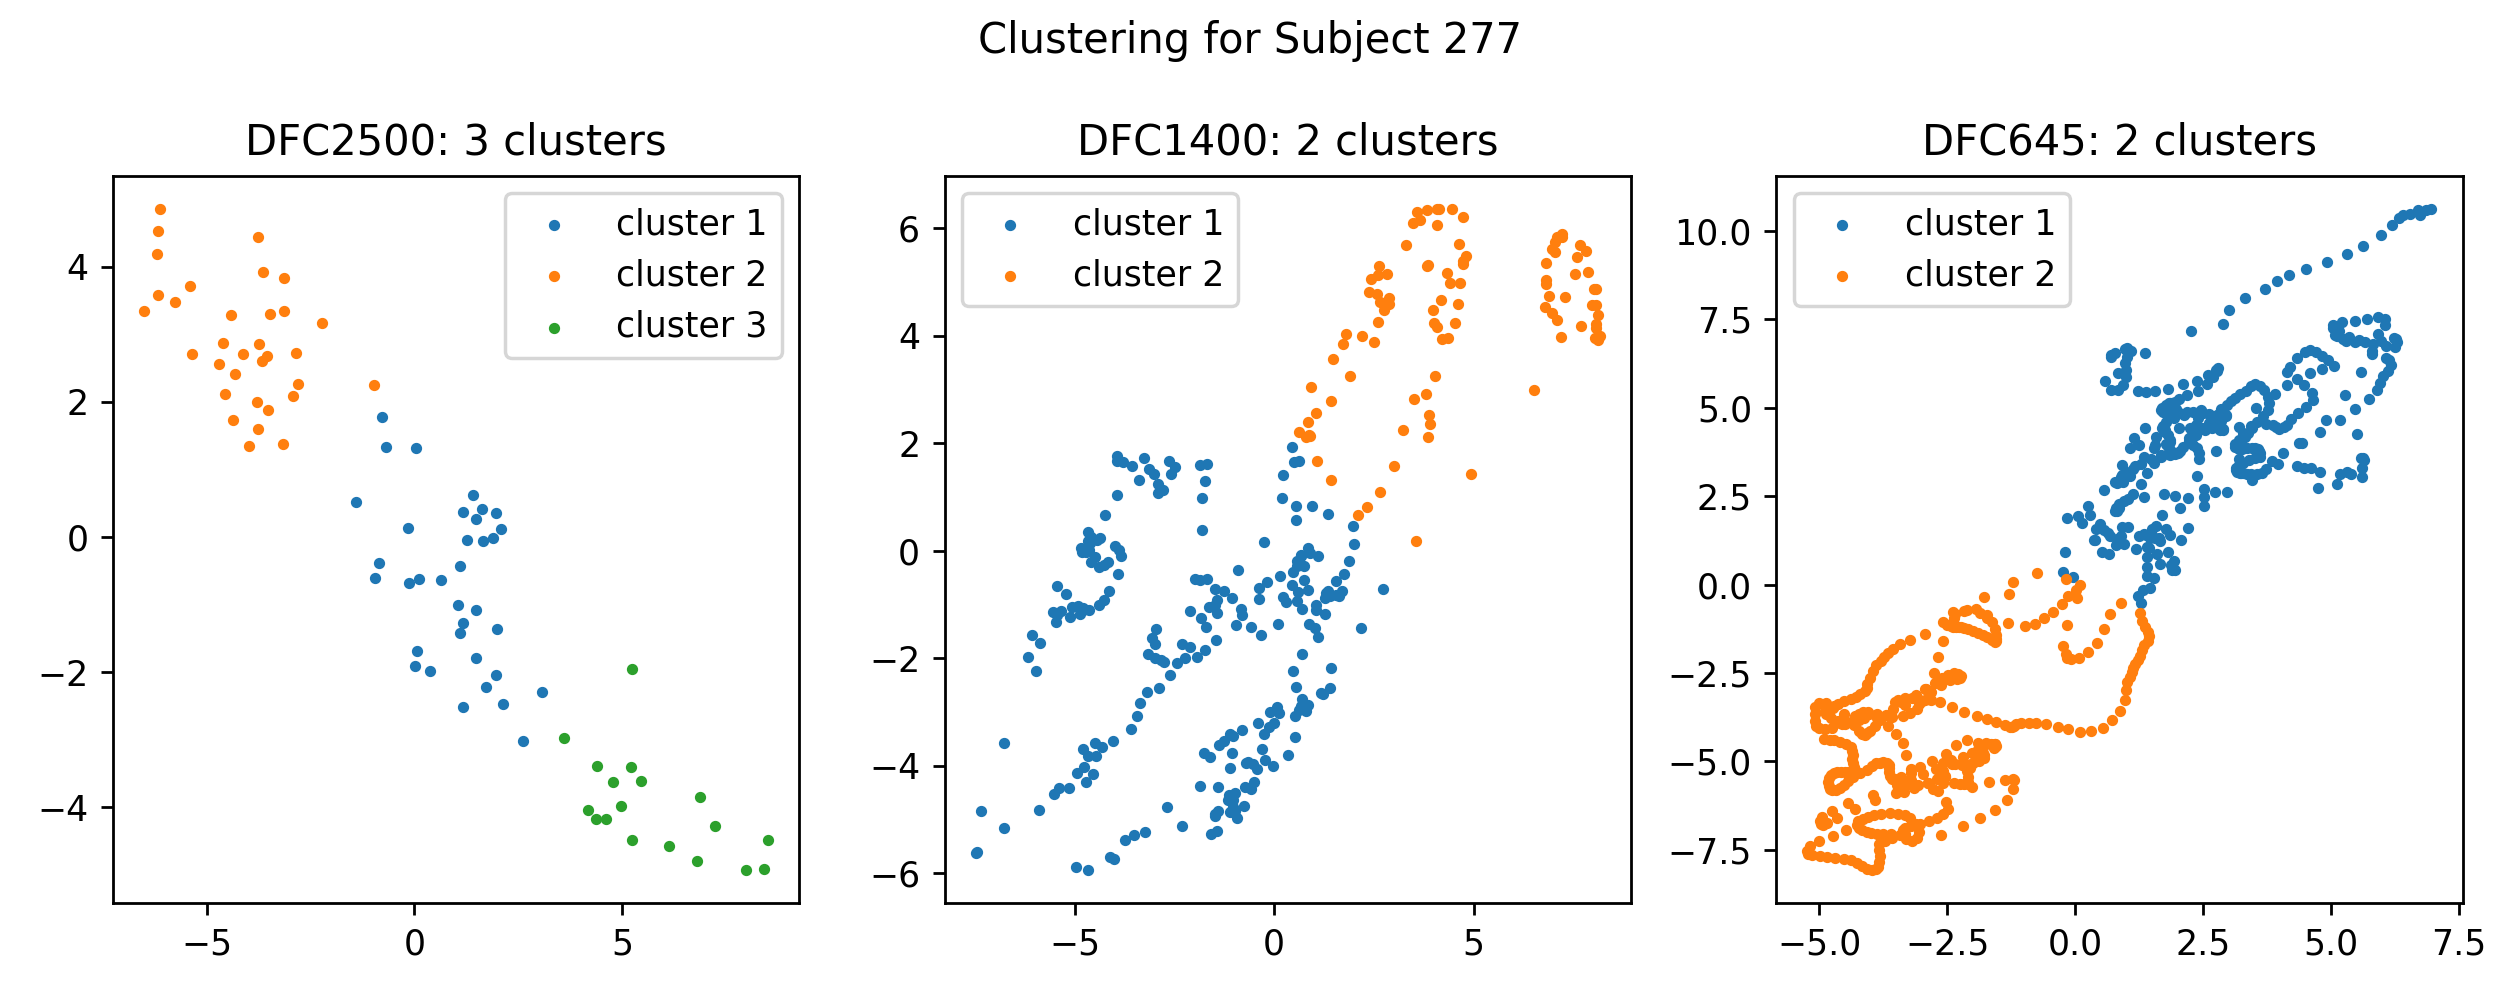 Clustering for Subject 277
DFC2500: 3 clusters
cluster 1
cluster 2
cluster 3
4
2
0
−2
−4
−5
0
5
DFC1400: 2 clusters
cluster 1
cluster 2
6
4
2
0
−2
−4
−6
−5
0
5
DFC645: 2 clusters
cluster 1
cluster 2
10.0
7.5
5.0
2.5
0.0
−2.5
−5.0
−7.5
−5.0
−2.5
0.0
2.5
5.0
7.5